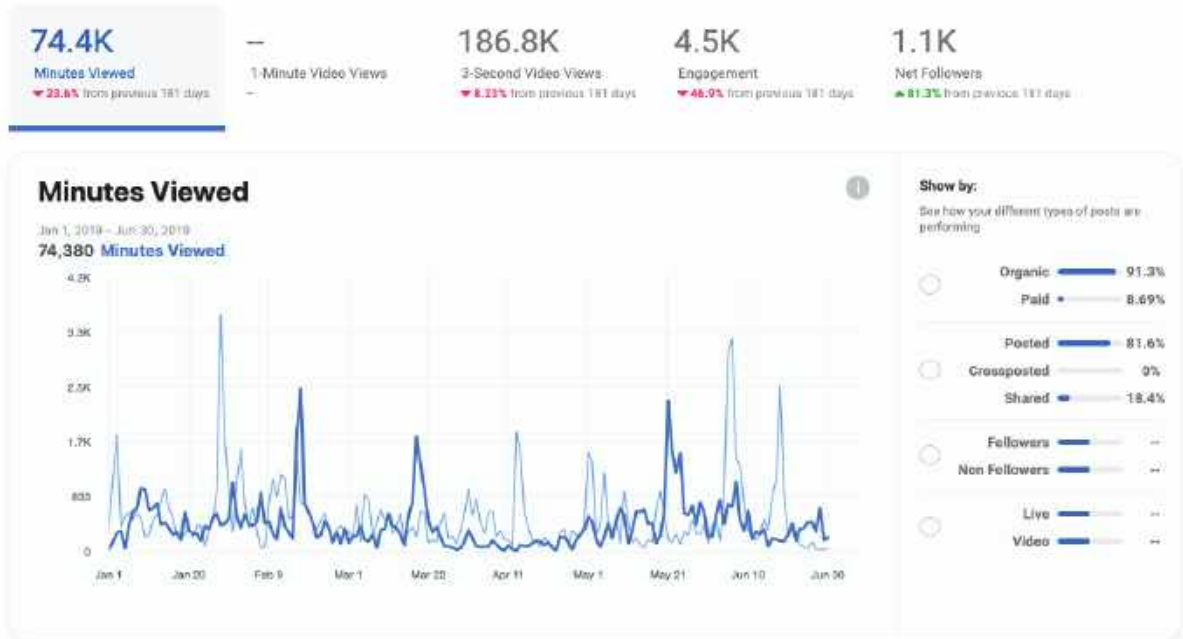 74.4K
Minutes Viewed
23.6% from previous 181 days
--
1-Minute Video Views
--
186.8K
3-Second Video Views
8.23% from previous 181 days
4.5K
Engagement
46.9% from previous 181 days
1.1K
Net Followers
81.3% from previous 181 days
Minutes Viewed
Jan 1, 2019 - Jun 30, 2019
74,380 Minutes Viewed
4.2K
3.3K
2.5K
1.7K
835
0
Jan 1
Jan 20
Feb 9
Mar 1
Mar 20
Apr 11
May 1
May 21
Jun 10
Jun 30
Show by:
See how your different types of posts are
performing
Organic 91.3%
Paid 8.69%
Posted 81.6%
Crossposted 0%
Shared 18.4%
Followers --
Non Followers --
Live --
Video --